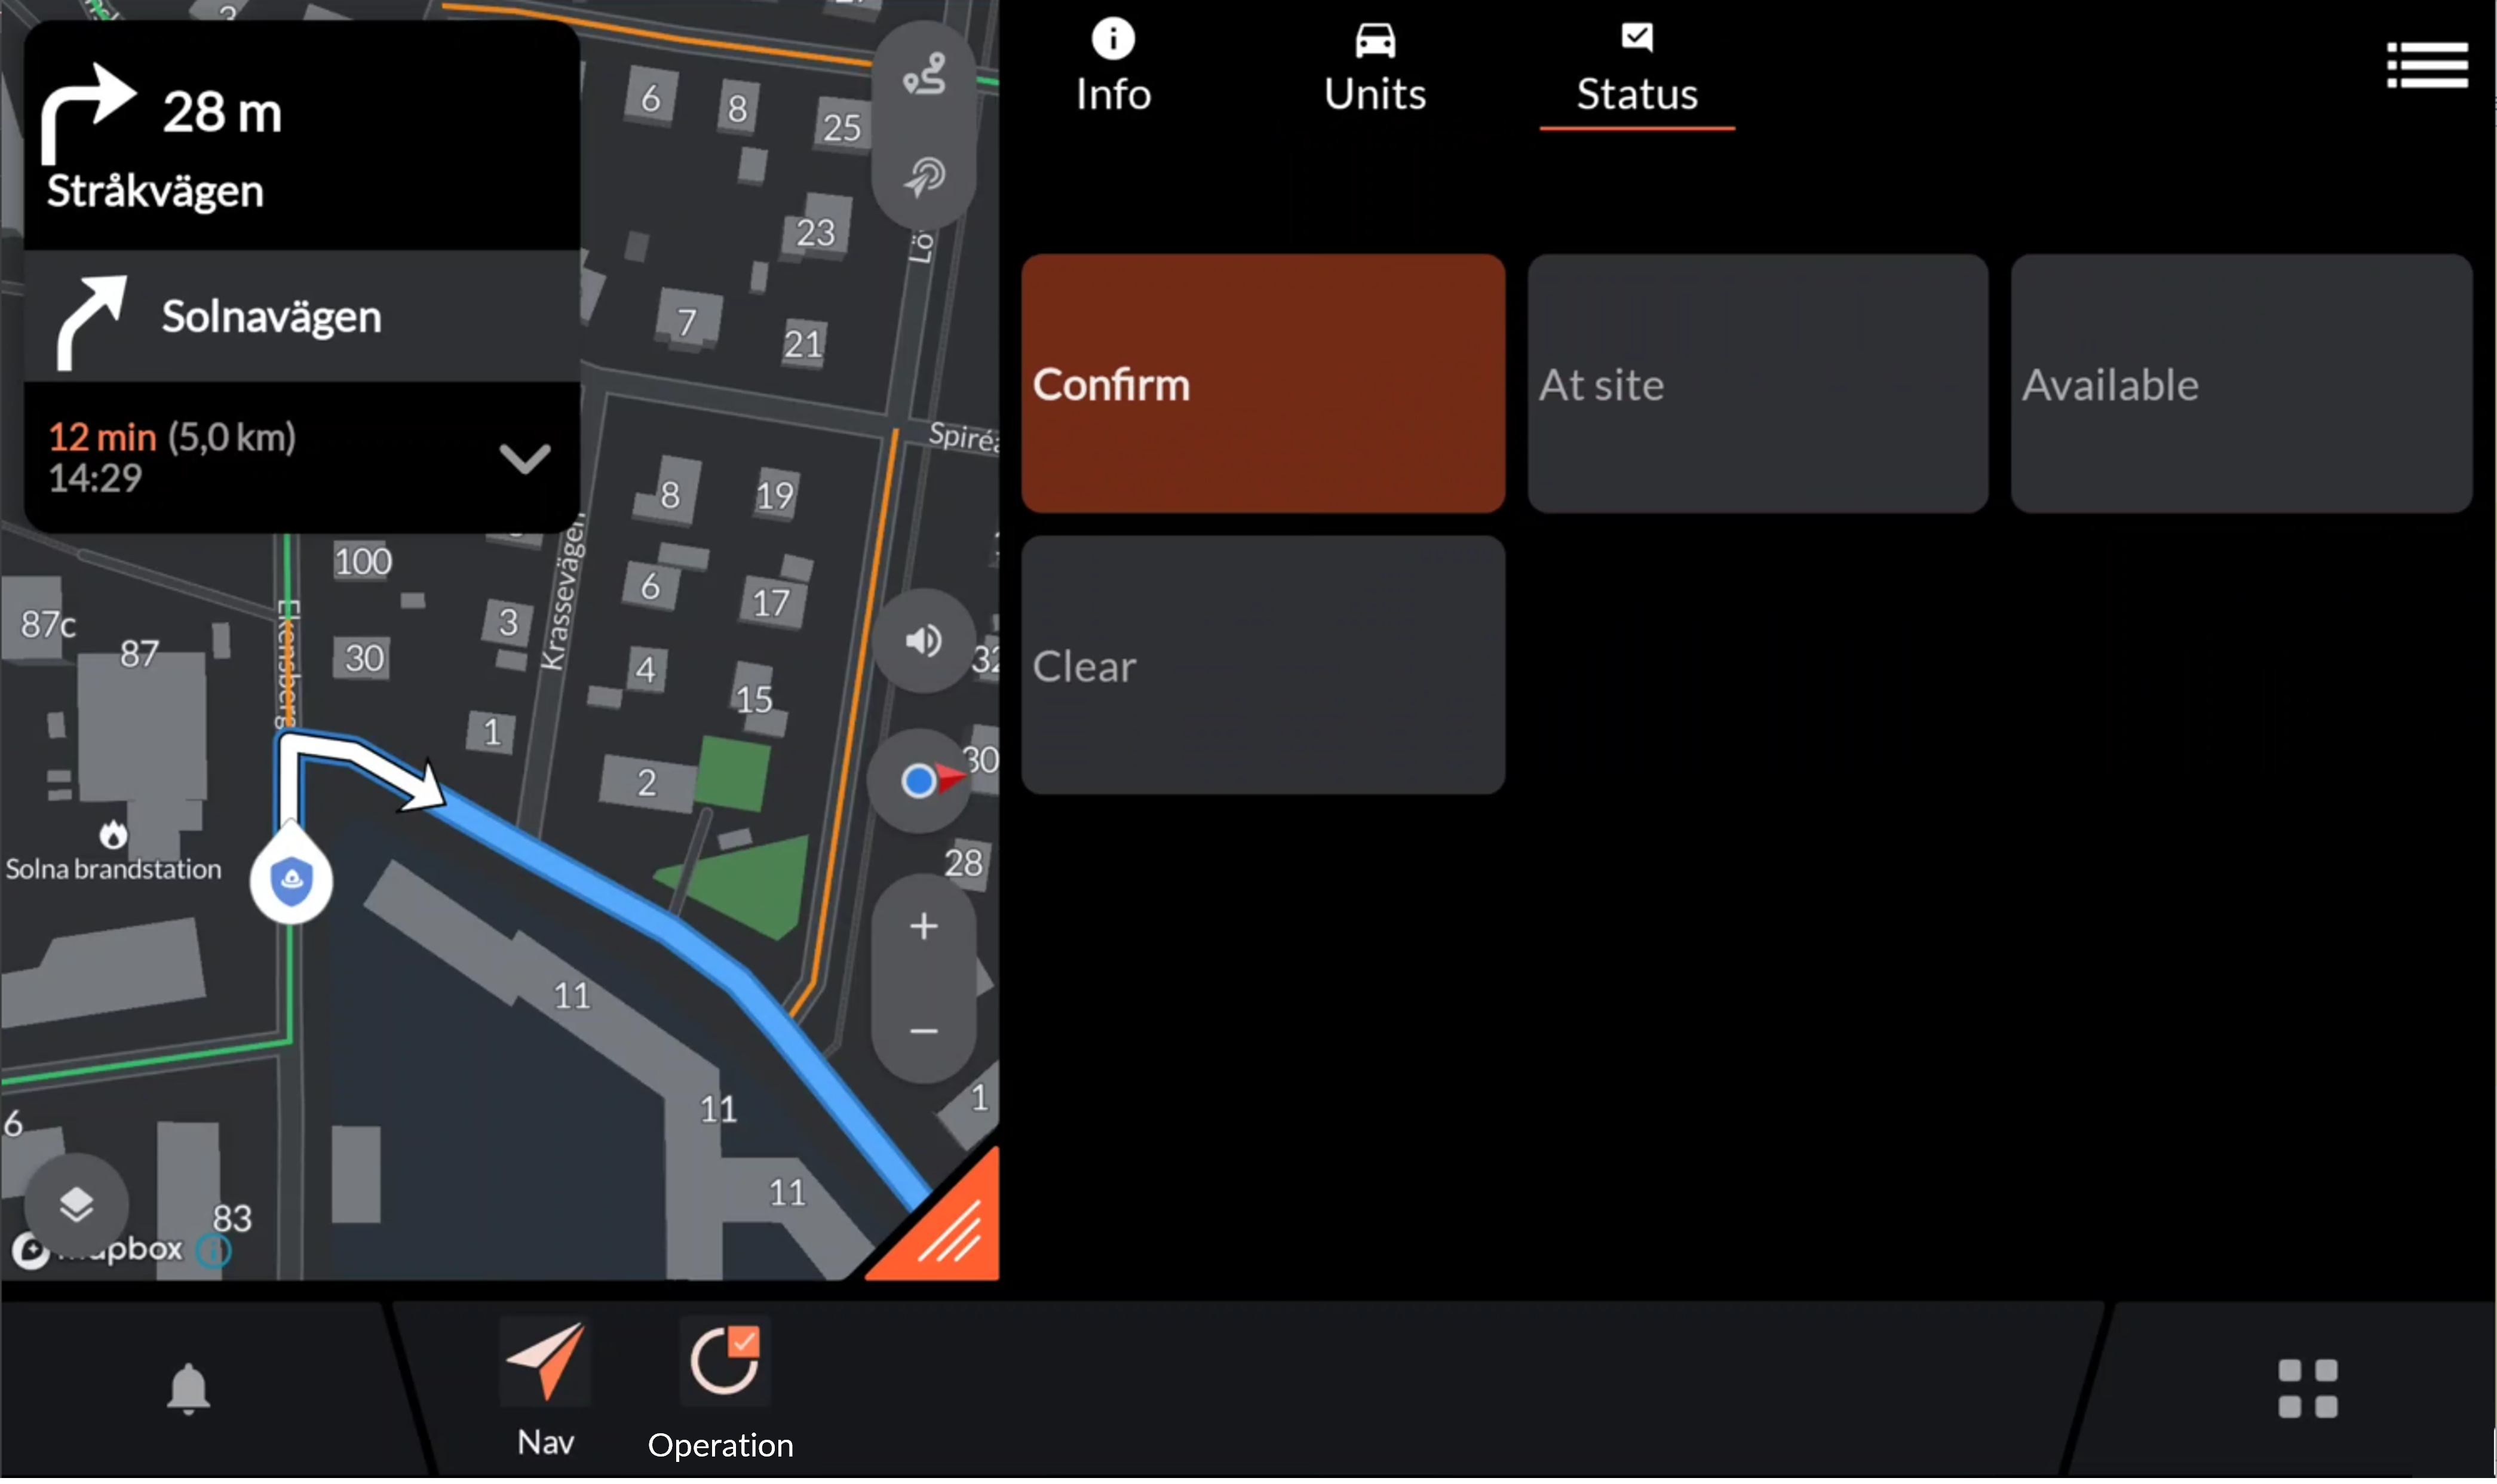 28 m
Stråkvägen
Solnavägen
12 min (5,0 km)
14:29
Info
Units
Status
Confirm
At site
Available
Clear
6
8
25
23
Lö
7
21
Spiréa
8
19
Krassevägen
100
6
17
3
87c
87
30
4
15
32
Ekensberg
1
2
30
Solna brandstation
28
11
11
1
6
11
83
mapbox
Nav
Operation